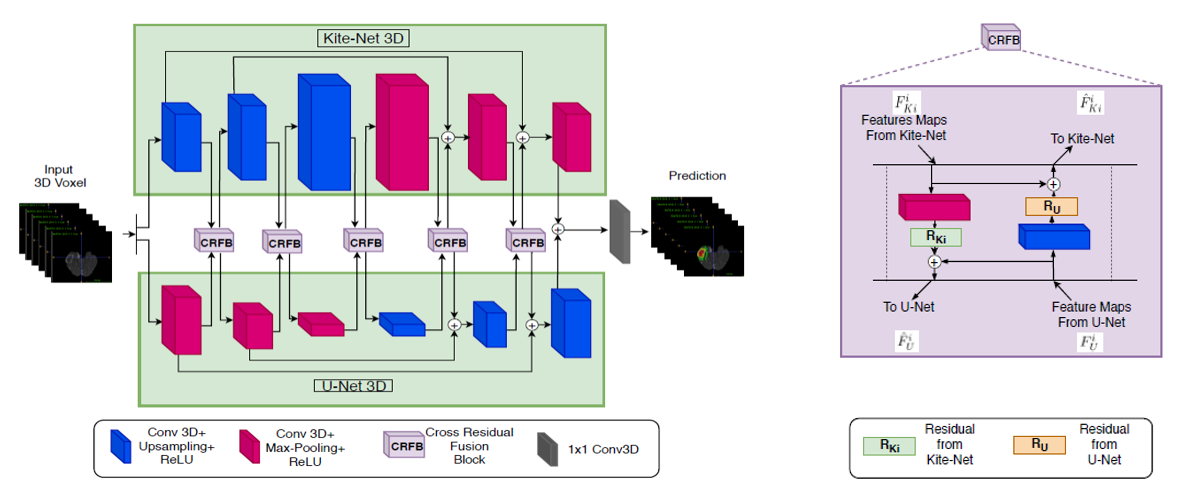 Kite-Net 3D
Input
3D Voxel
Prediction
CRFB
CRFB
CRFB
CRFB
CRFB
U-Net 3D
Conv 3D+
Upsampling+
ReLU
Conv 3D+
Max-Pooling+
ReLU
CRFB
Cross Residual
Fusion
Block
1x1 Conv3D
CRFB
F^i_{Ki}
Features Maps
From Kite-Net
F̂^i_{Ki}
To Kite-Net
R_U
R_{Ki}
To U-Net
F̂^i_U
Feature Maps
From U-Net
F^i_U
R_{Ki}
Residual
from
Kite-Net
R_U
Residual
from
U-Net